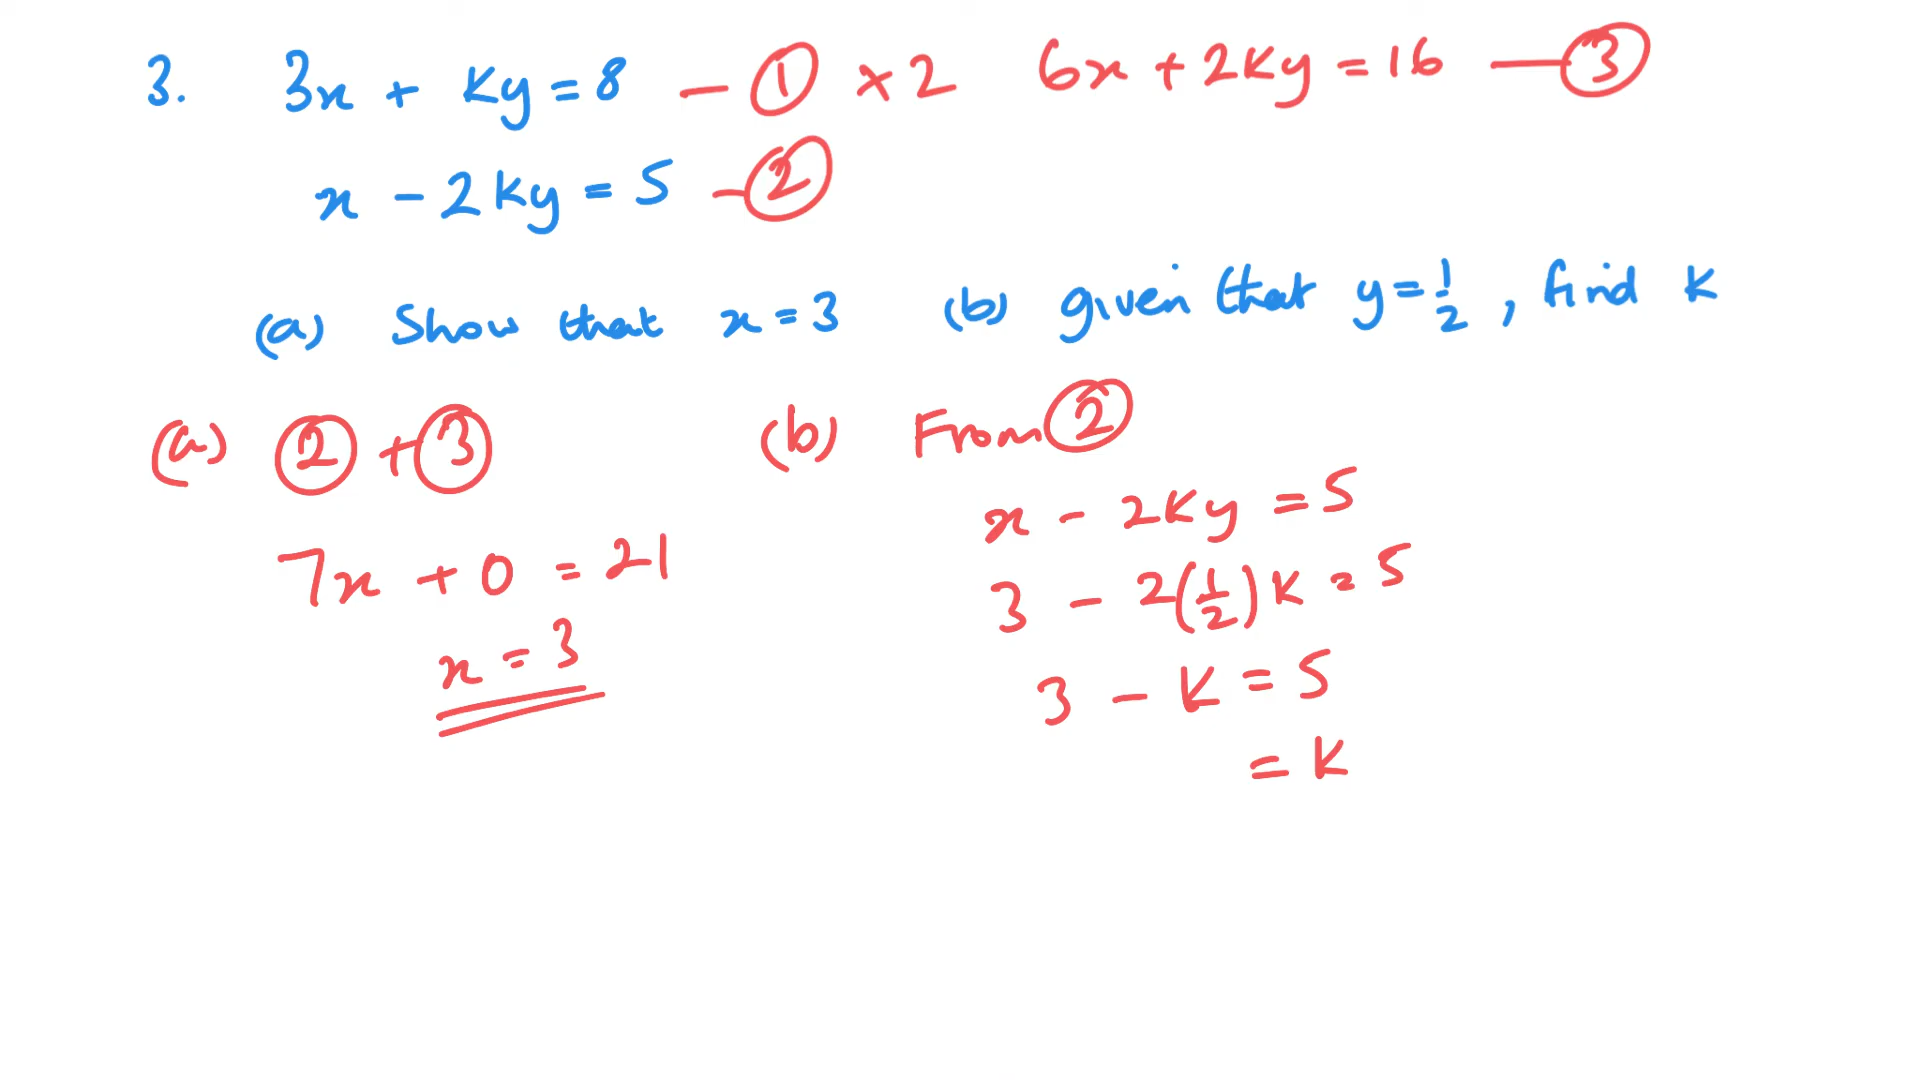 3. 3x + Ky = 8 — ① × 2 6x + 2Ky = 16 — ③
x - 2Ky = 5 — ②
(a) Show that x = 3 (b) given that y = 1/2 , find K
(a) ② + ③ (b) From ②
x - 2Ky = 5
7x + 0 = 21 3 - 2(1/2)K = 5
x = 3 3 - K = 5
= K